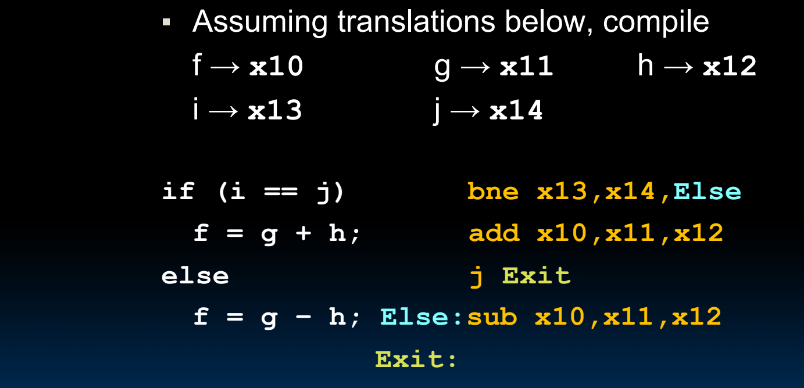 ▪ Assuming translations below, compile
f → x10 g → x11 h → x12
i → x13 j → x14
if (i == j) bne x13,x14,Else
f = g + h; add x10,x11,x12
else j Exit
f = g – h; Else:sub x10,x11,x12
Exit: